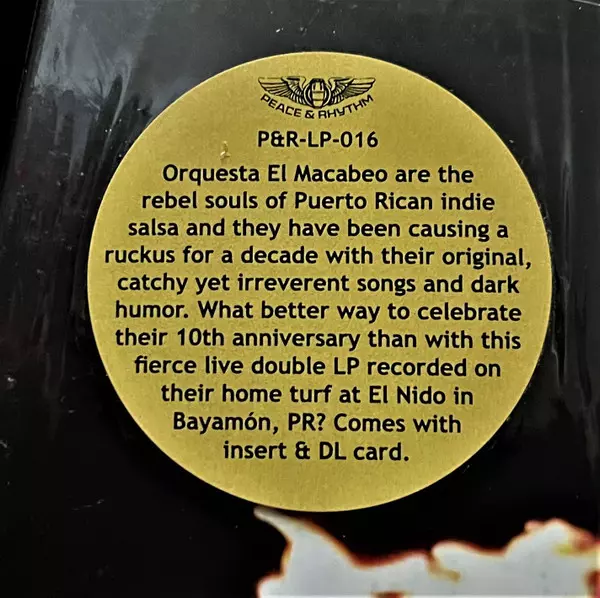 PEACE & RHYTHM
P&R-LP-016
Orquesta El Macabeo are the
rebel souls of Puerto Rican indie
salsa and they have been causing a
ruckus for a decade with their original,
catchy yet irreverent songs and dark
humor. What better way to celebrate
their 10th anniversary than with this
fierce live double LP recorded on
their home turf at El Nido in
Bayamón, PR? Comes with
insert & DL card.